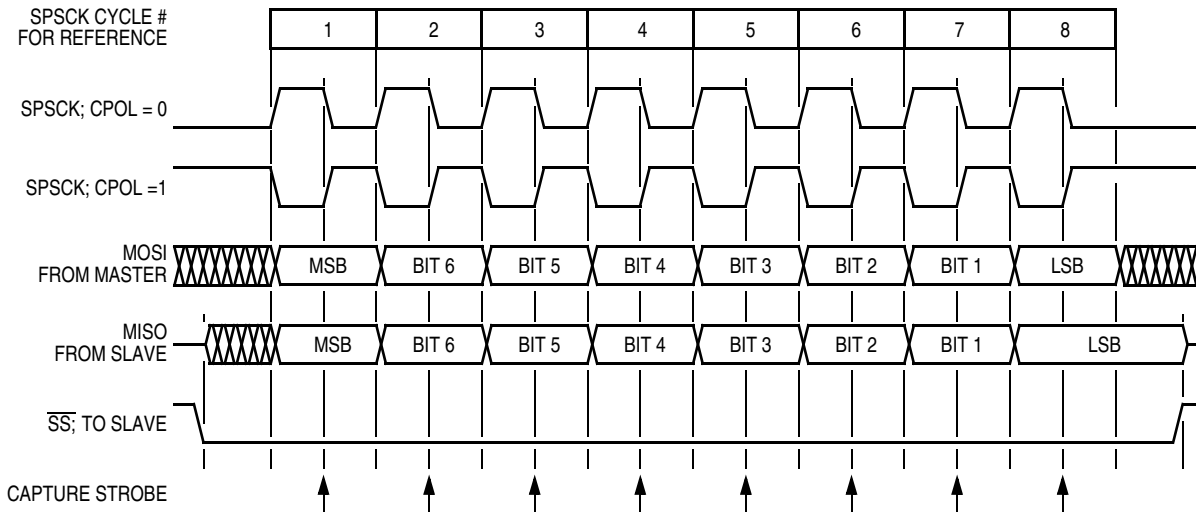 SPSCK CYCLE #
FOR REFERENCE
1 2 3 4 5 6 7 8
SPSCK; CPOL = 0
SPSCK; CPOL =1
MOSI
FROM MASTER
MSB BIT 6 BIT 5 BIT 4 BIT 3 BIT 2 BIT 1 LSB
MISO
FROM SLAVE
MSB BIT 6 BIT 5 BIT 4 BIT 3 BIT 2 BIT 1 LSB
SS; TO SLAVE
CAPTURE STROBE